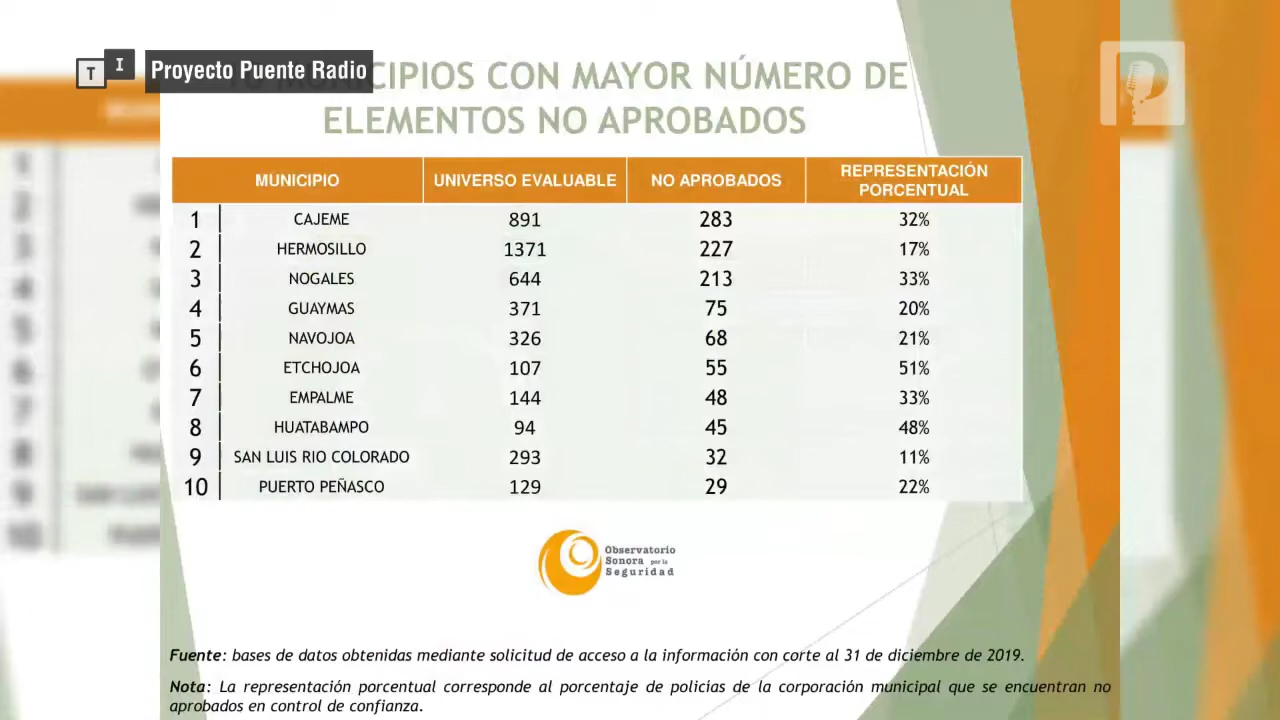 T I Proyecto Puente Radio
CIPIOS CON MAYOR NÚMERO DE
ELEMENTOS NO APROBADOS
MUNICIPIO UNIVERSO EVALUABLE NO APROBADOS REPRESENTACIÓN
PORCENTUAL
1 CAJEME 891 283 32%
2 HERMOSILLO 1371 227 17%
3 NOGALES 644 213 33%
4 GUAYMAS 371 75 20%
5 NAVOJOA 326 68 21%
6 ETCHOJOA 107 55 51%
7 EMPALME 144 48 33%
8 HUATABAMPO 94 45 48%
9 SAN LUIS RIO COLORADO 293 32 11%
10 PUERTO PEÑASCO 129 29 22%
Observatorio
Sonora por la
Seguridad
Fuente: bases de datos obtenidas mediante solicitud de acceso a la información con corte al 31 de diciembre de 2019.
Nota: La representación porcentual corresponde al porcentaje de policías de la corporación municipal que se encuentran no
aprobados en control de confianza.